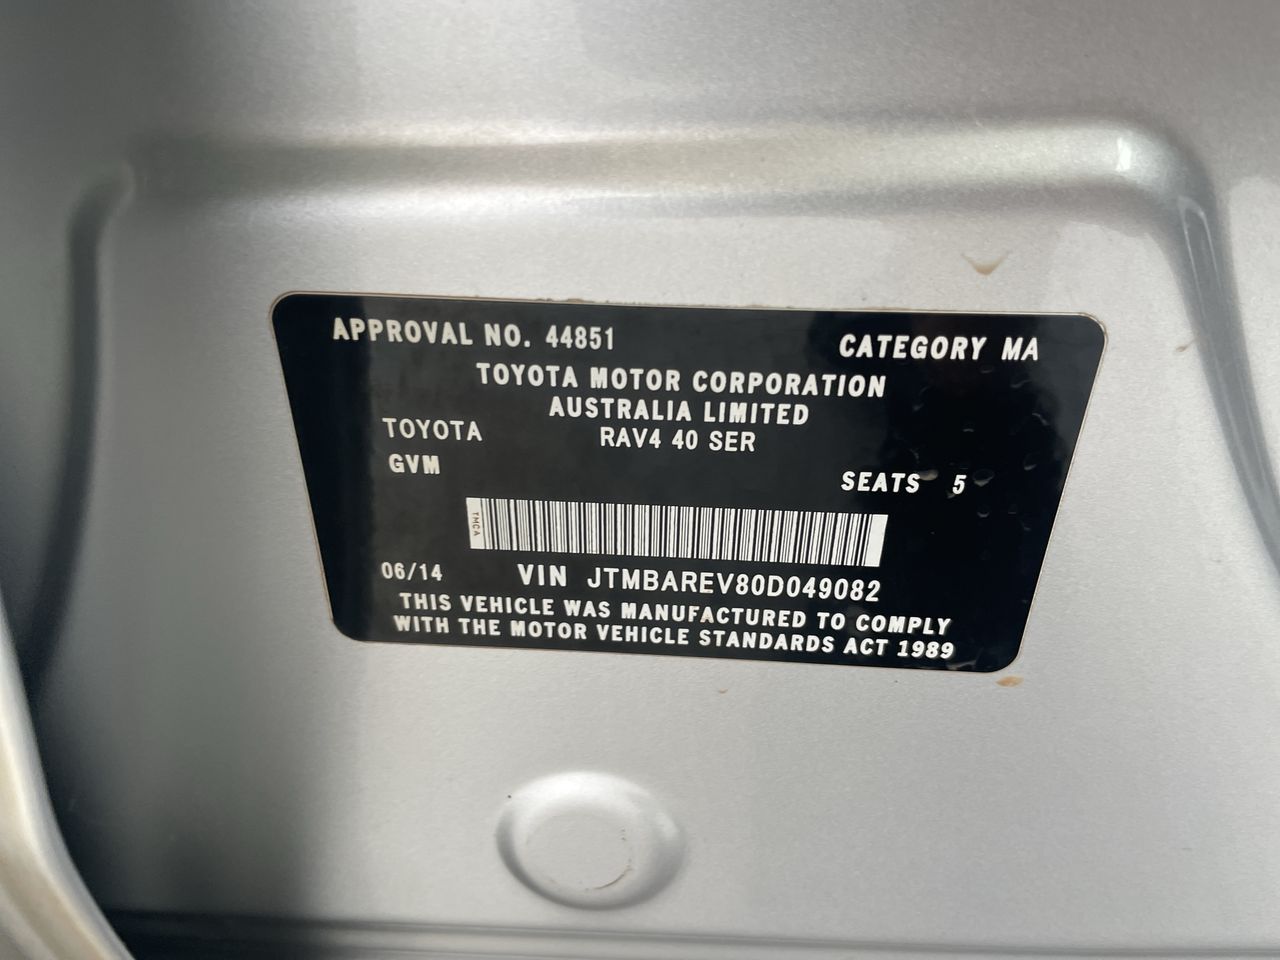 APPROVAL NO. 44851 CATEGORY MA
TOYOTA MOTOR CORPORATION
AUSTRALIA LIMITED
TOYOTA RAV4 40 SER
GVM SEATS 5
TMCA
06/14 VIN JTMBAREV80D049082
THIS VEHICLE WAS MANUFACTURED TO COMPLY
WITH THE MOTOR VEHICLE STANDARDS ACT 1989